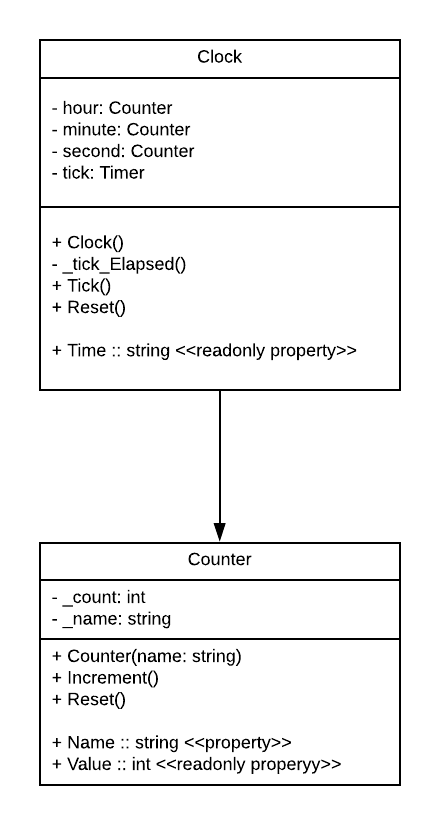 Clock
- hour: Counter
- minute: Counter
- second: Counter
- tick: Timer
+ Clock()
- _tick_Elapsed()
+ Tick()
+ Reset()
+ Time :: string <<readonly property>>
Counter
- _count: int
- _name: string
+ Counter(name: string)
+ Increment()
+ Reset()
+ Name :: string <<property>>
+ Value :: int <<readonly properyy>>